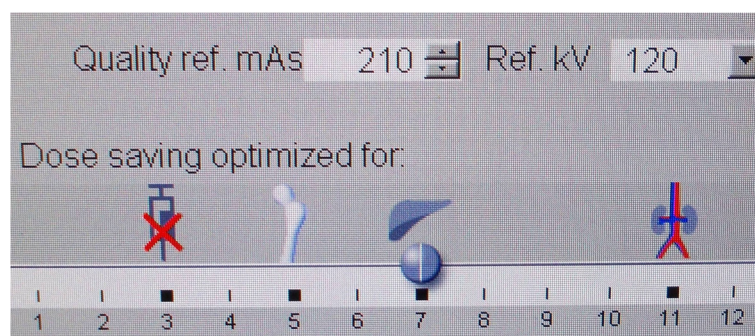 Quality ref. mAs 210 Ref. kV 120
Dose saving optimized for:
1 2 3 4 5 6 7 8 9 10 11 12